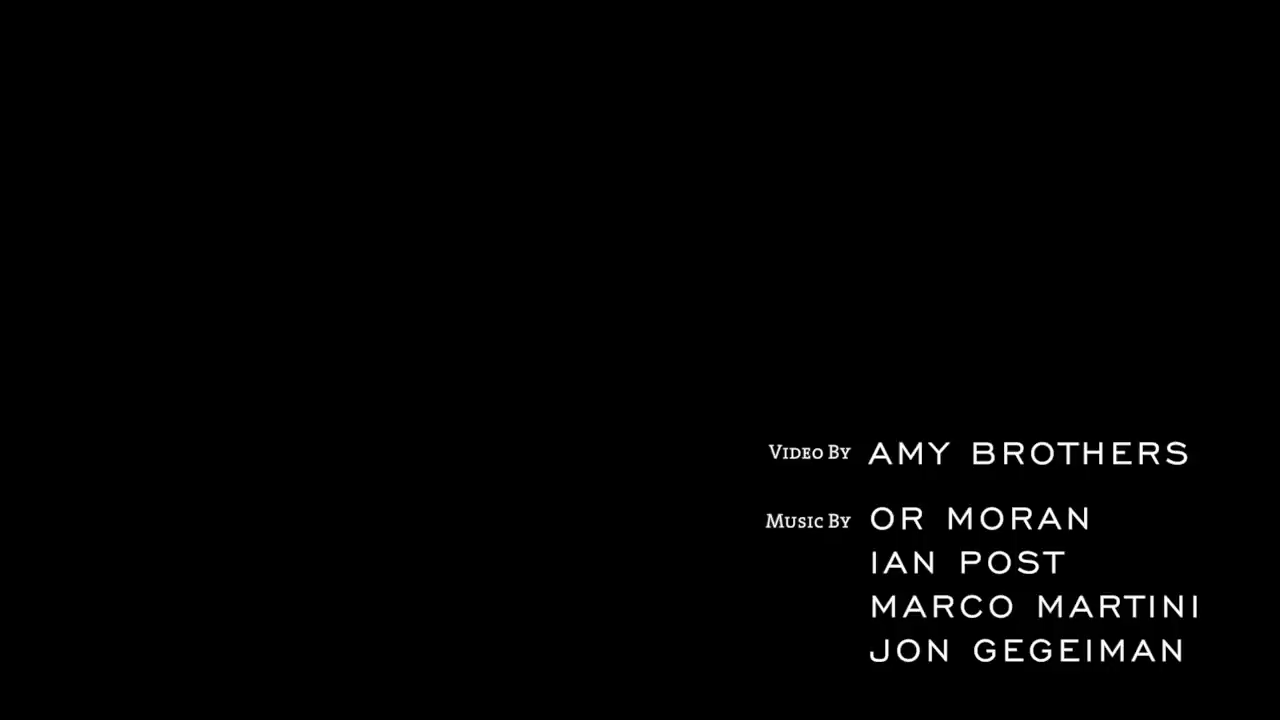 Video By AMY BROTHERS
Music By OR MORAN
IAN POST
MARCO MARTINI
JON GEGEIMAN